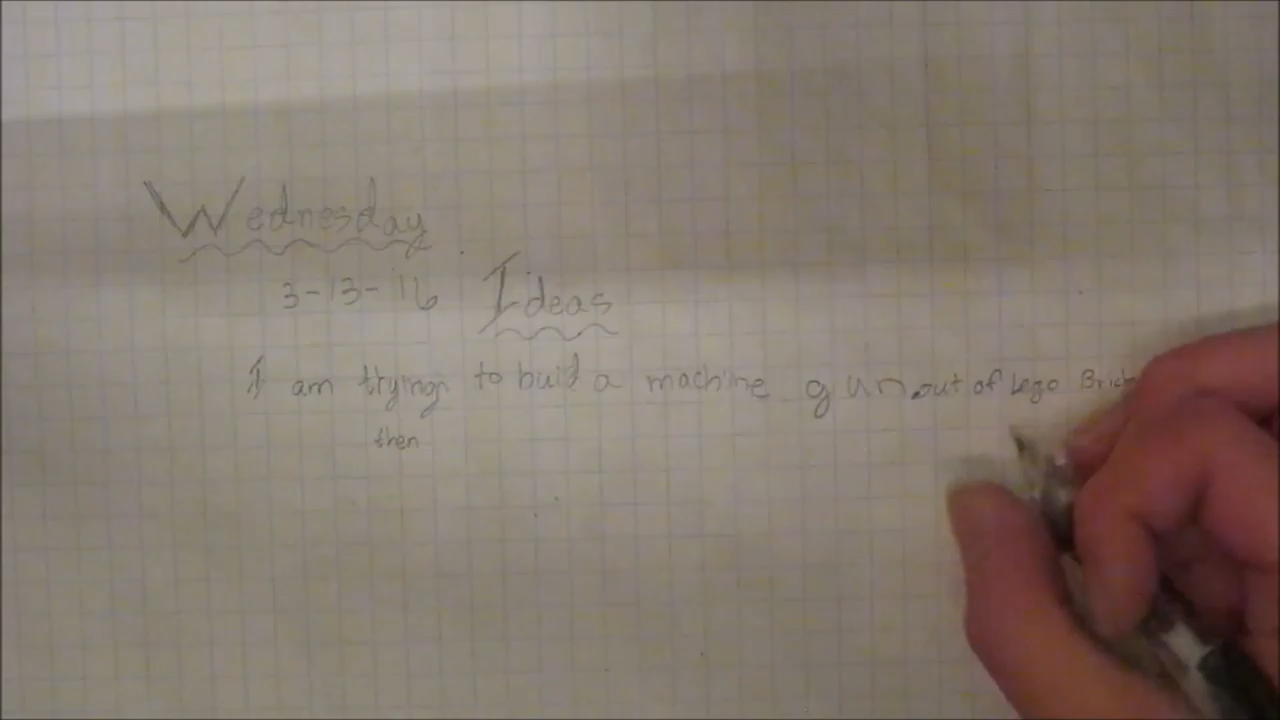 Wednesday
3-13-16 Ideas
I am trying to build a machine gun out of Lego
then